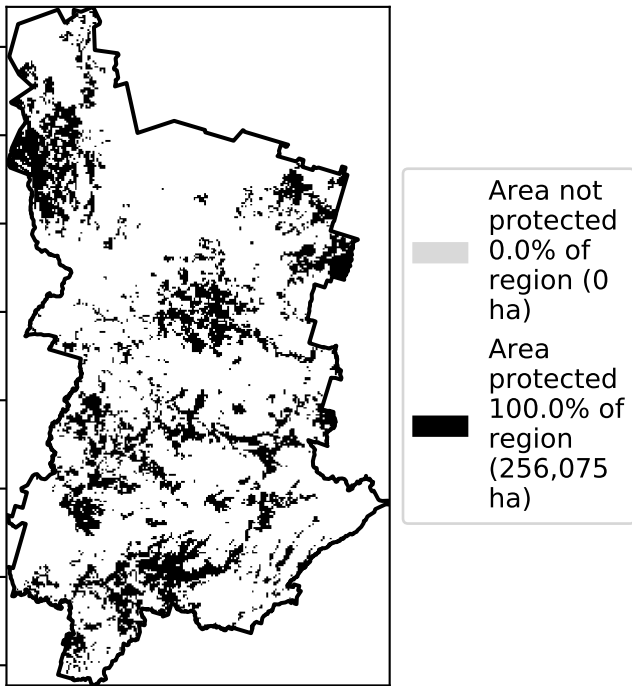 Area not
protected
0.0% of
region (0
ha)
Area
protected
100.0% of
region
(256,075
ha)